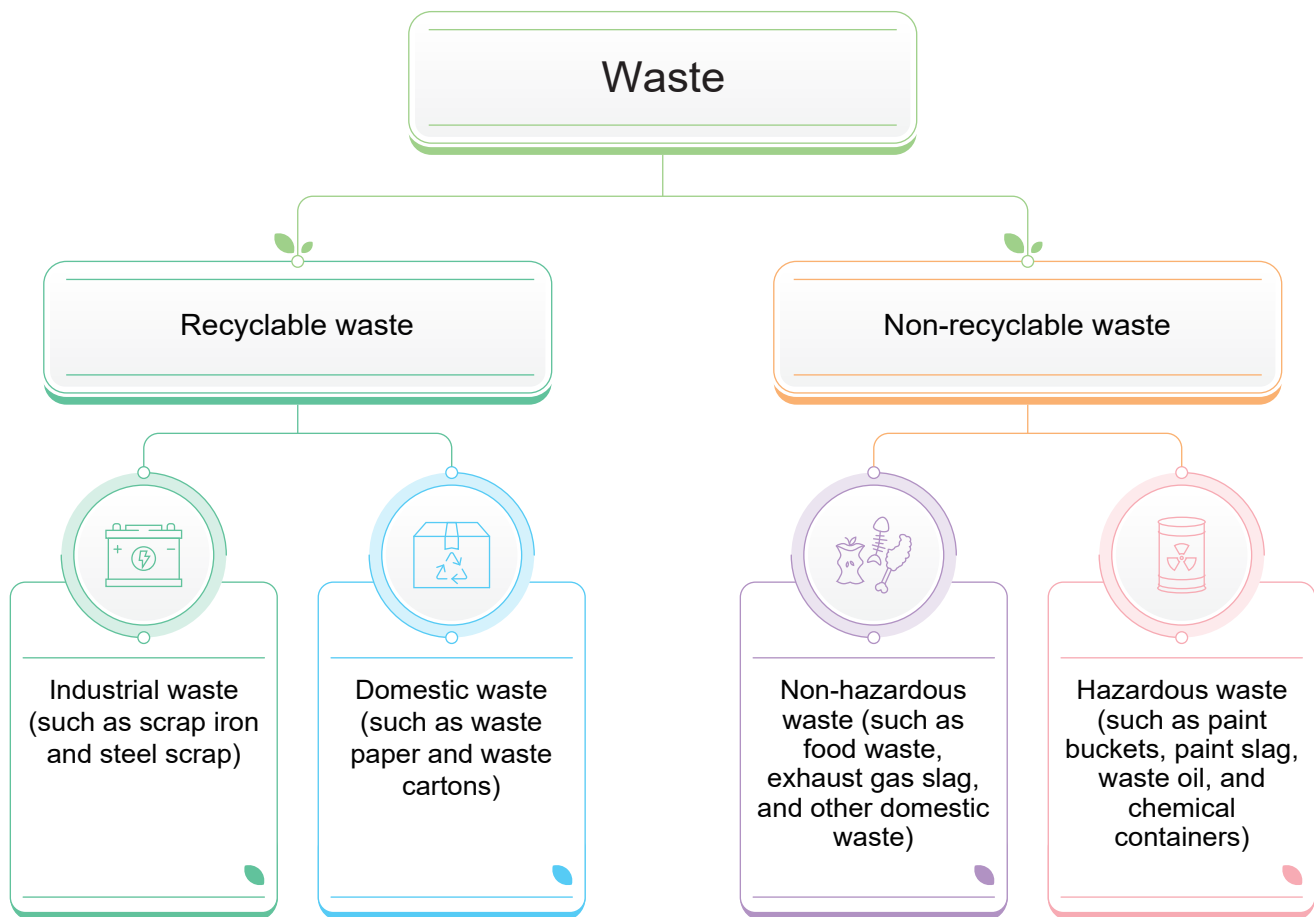 Waste
Recyclable waste
Non-recyclable waste
Industrial waste
(such as scrap iron
and steel scrap)
Domestic waste
(such as waste
paper and waste
cartons)
Non-hazardous
waste (such as
food waste,
exhaust gas slag,
and other domestic
waste)
Hazardous waste
(such as paint
buckets, paint slag,
waste oil, and
chemical
containers)